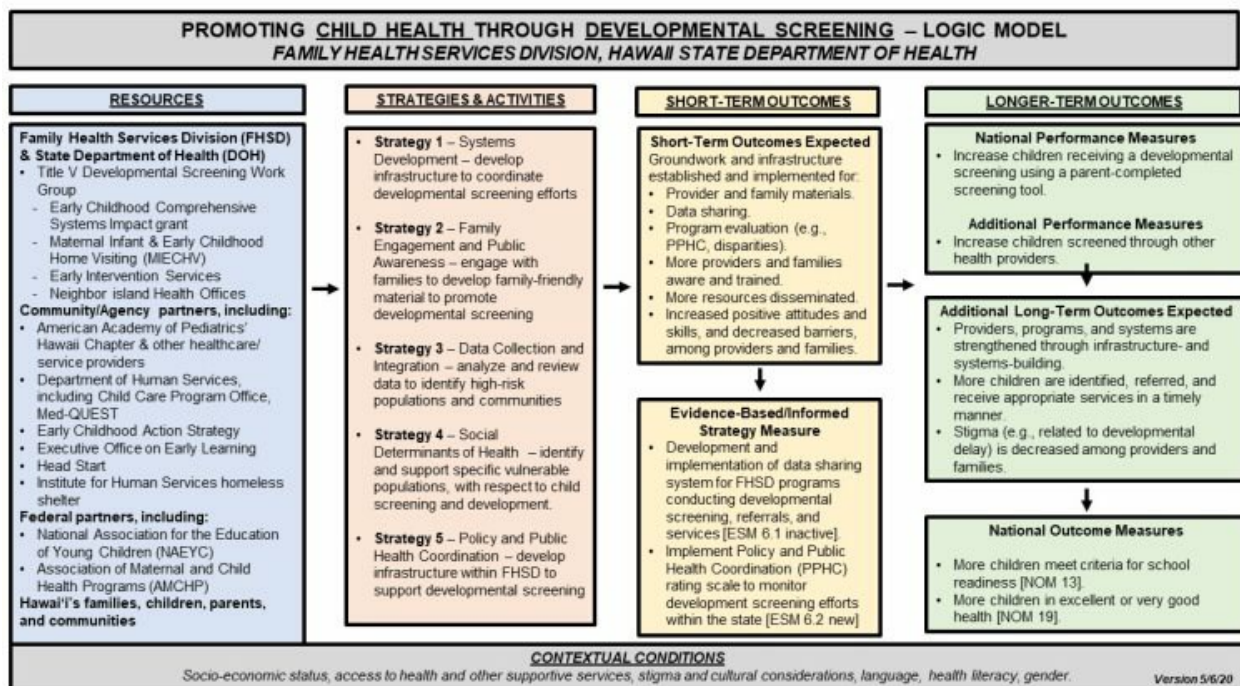 PROMOTING CHILD HEALTH THROUGH DEVELOPMENTAL SCREENING – LOGIC MODEL
FAMILY HEALTH SERVICES DIVISION, HAWAII STATE DEPARTMENT OF HEALTH
RESOURCES
Family Health Services Division (FHSD)
& State Department of Health (DOH)
• Title V Developmental Screening Work
Group
- Early Childhood Comprehensive
Systems Impact grant
- Maternal Infant & Early Childhood
Home Visiting (MIECHV)
- Early Intervention Services
- Neighbor island Health Offices
Community/Agency partners, including:
• American Academy of Pediatrics'
Hawaii Chapter & other healthcare/
service providers
• Department of Human Services,
including Child Care Program Office,
Med-QUEST
• Early Childhood Action Strategy
• Executive Office on Early Learning
• Head Start
• Institute for Human Services homeless
shelter
Federal partners, including:
• National Association for the Education
of Young Children (NAEYC)
• Association of Maternal and Child
Health Programs (AMCHP)
Hawai‘i's families, children, parents,
and communities
STRATEGIES & ACTIVITIES
• Strategy 1 – Systems
Development – develop
infrastructure to coordinate
developmental screening efforts
• Strategy 2 – Family
Engagement and Public
Awareness – engage with
families to develop family-friendly
material to promote
developmental screening
• Strategy 3 – Data Collection and
Integration – analyze and review
data to identify high-risk
populations and communities
• Strategy 4 – Social
Determinants of Health – identify
and support specific vulnerable
populations, with respect to child
screening and development.
• Strategy 5 – Policy and Public
Health Coordination – develop
infrastructure within FHSD to
support developmental screening
SHORT-TERM OUTCOMES
Short-Term Outcomes Expected
Groundwork and infrastructure
established and implemented for:
• Provider and family materials.
• Data sharing.
• Program evaluation (e.g.,
PPHC, disparities).
• More providers and families
aware and trained.
• More resources disseminated.
• Increased positive attitudes and
skills, and decreased barriers,
among providers and families.
Evidence-Based/Informed
Strategy Measure
• Development and
implementation of data sharing
system for FHSD programs
conducting developmental
screening, referrals, and
services [ESM 6.1 inactive].
• Implement Policy and Public
Health Coordination (PPHC)
rating scale to monitor
development screening efforts
within the state [ESM 6.2 new]
LONGER-TERM OUTCOMES
National Performance Measures
• Increase children receiving a developmental
screening using a parent-completed
screening tool.
Additional Performance Measures
• Increase children screened through other
health providers.
Additional Long-Term Outcomes Expected
• Providers, programs, and systems are
strengthened through infrastructure- and
systems-building.
• More children are identified, referred, and
receive appropriate services in a timely
manner.
• Stigma (e.g., related to developmental
delay) is decreased among providers and
families.
National Outcome Measures
• More children meet criteria for school
readiness [NOM 13].
• More children in excellent or very good
health [NOM 19].
CONTEXTUAL CONDITIONS
Socio-economic status, access to health and other supportive services, stigma and cultural considerations, language, health literacy, gender.
Version 5/6/20